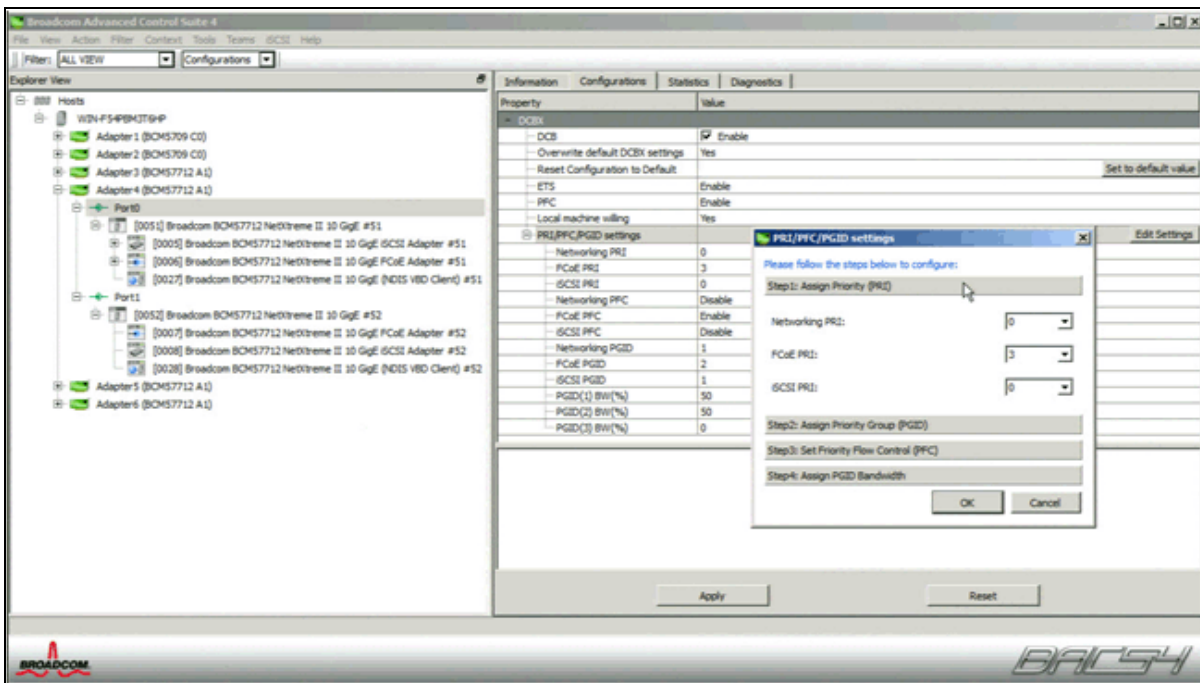 Broadcom Advanced Control Suite 4
File View Action Filter Context Tools Teams iSCSI Help
Filter: ALL VIEW Configurations
Explorer View
Hosts
WIN-F54P8M3T6HP
Adapter1 (BCM5709 C0)
Adapter2 (BCM5709 C0)
Adapter3 (BCM57712 A1)
Adapter4 (BCM57712 A1)
Port0
[0051] Broadcom BCM57712 NetXtreme II 10 GigE #51
[0005] Broadcom BCM57712 NetXtreme II 10 GigE iSCSI Adapter #51
[0006] Broadcom BCM57712 NetXtreme II 10 GigE FCoE Adapter #51
[0027] Broadcom BCM57712 NetXtreme II 10 GigE (NDIS VBD Client) #51
Port1
[0052] Broadcom BCM57712 NetXtreme II 10 GigE #52
[0007] Broadcom BCM57712 NetXtreme II 10 GigE FCoE Adapter #52
[0008] Broadcom BCM57712 NetXtreme II 10 GigE iSCSI Adapter #52
[0028] Broadcom BCM57712 NetXtreme II 10 GigE (NDIS VBD Client) #52
Adapter5 (BCM57712 A1)
Adapter6 (BCM57712 A1)
Information Configurations Statistics Diagnostics
Property Value
DCBX
DCB Enable
Overwrite default DCBX settings Yes
Reset Configuration to Default Set to default value
ETS Enable
PFC Enable
Local machine willing Yes
PRI/PFC/PGID settings Edit Settings
Networking PRI 0
FCoE PRI 3
iSCSI PRI 0
Networking PFC Disable
FCoE PFC Enable
iSCSI PFC Disable
Networking PGID 1
FCoE PGID 2
iSCSI PGID 1
PGID(1) BW(%) 50
PGID(2) BW(%) 50
PGID(3) BW(%) 0
PRI/PFC/PGID settings
Please follow the steps below to configure:
Step1: Assign Priority (PRI)
Networking PRI: 0
FCoE PRI: 3
iSCSI PRI: 0
Step2: Assign Priority Group (PGID)
Step3: Set Priority Flow Control (PFC)
Step4: Assign PGID Bandwidth
OK Cancel
Apply Reset
BROADCOM.
BACS4